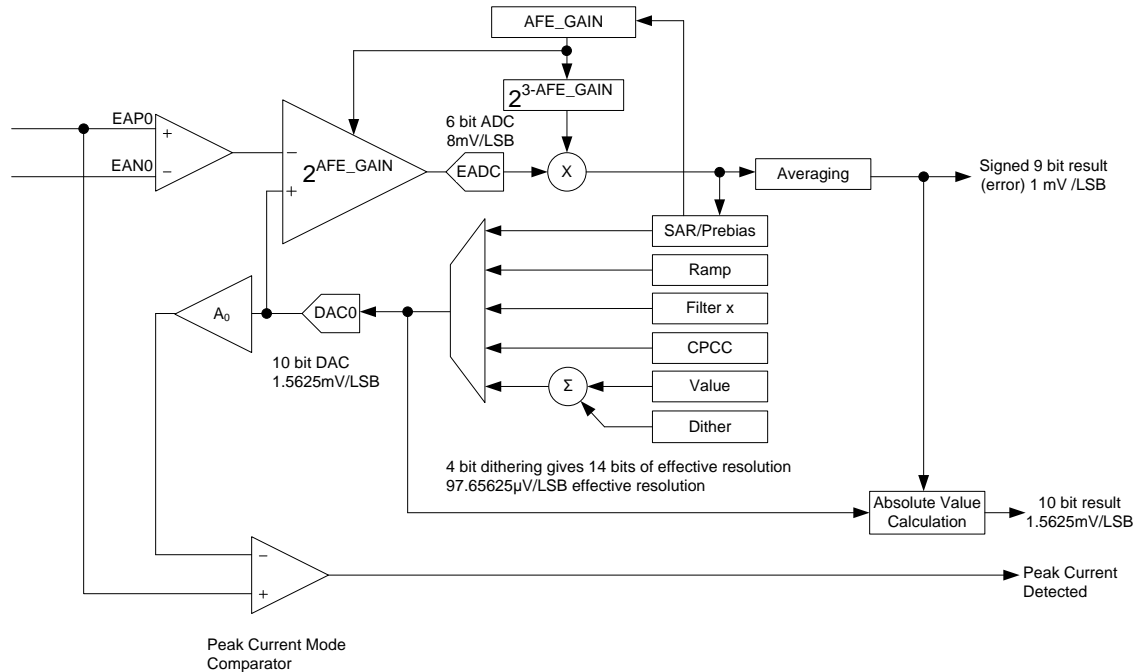 AFE_GAIN
2^3-AFE_GAIN
6 bit ADC
8mV/LSB
EAP0
EAN0
+
−
−
+
2^AFE_GAIN
EADC
X
Averaging
Signed 9 bit result
(error) 1 mV /LSB
SAR/Prebias
Ramp
Filter x
CPCC
Value
Dither
Σ
A₀
DAC0
10 bit DAC
1.5625mV/LSB
4 bit dithering gives 14 bits of effective resolution
97.65625μV/LSB effective resolution
Absolute Value
Calculation
10 bit result
1.5625mV/LSB
−
+
Peak Current
Detected
Peak Current Mode
Comparator